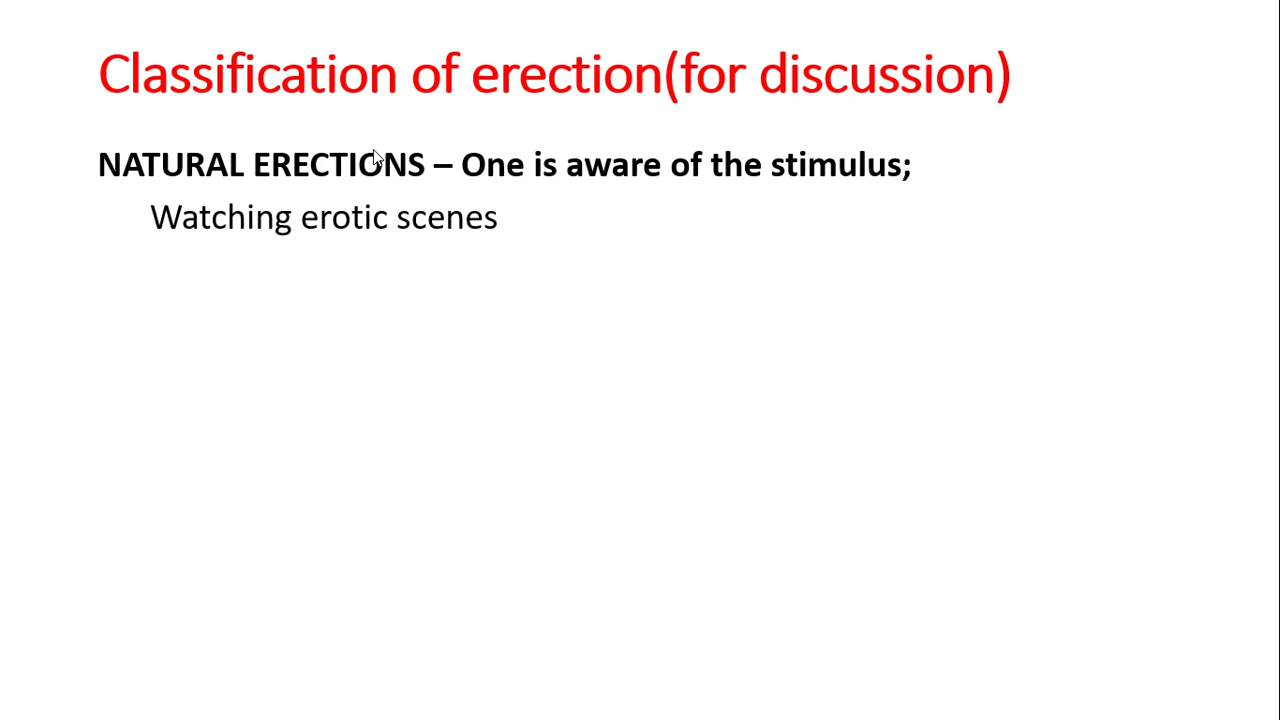 Classification of erection(for discussion)
NATURAL ERECTIONS – One is aware of the stimulus;
Watching erotic scenes